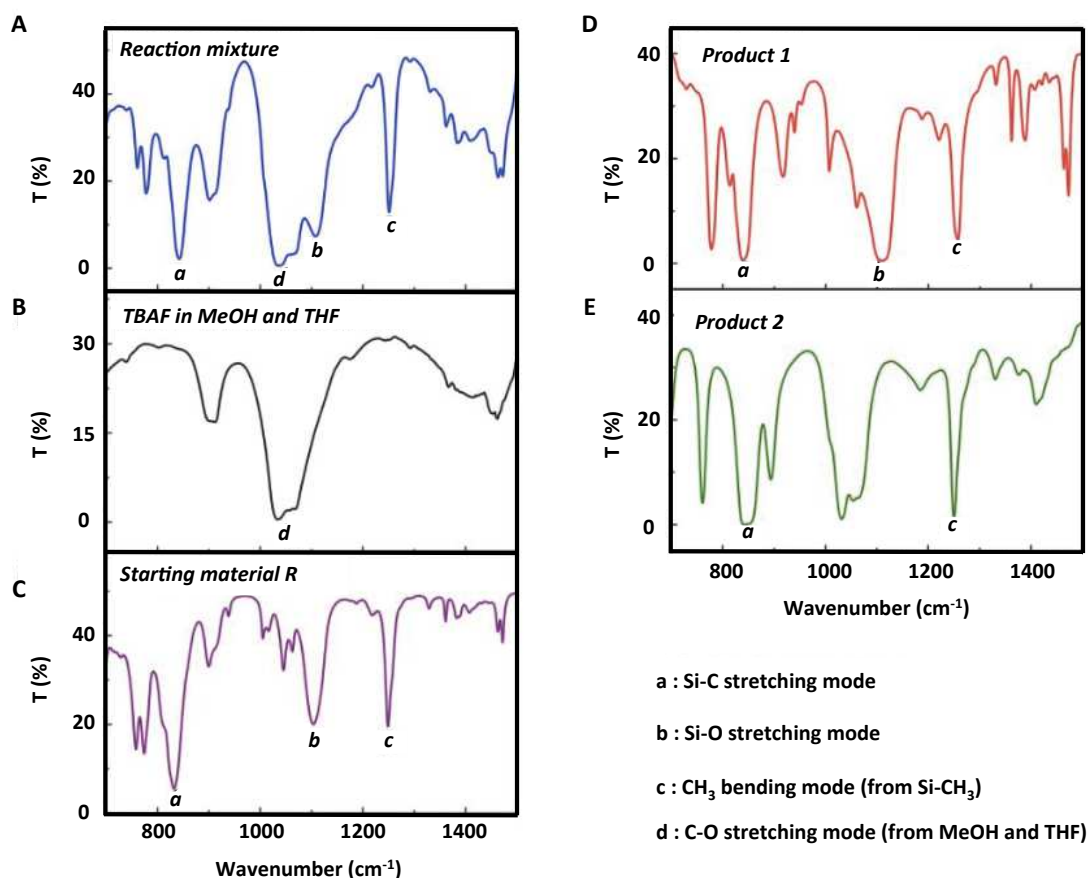 A
Reaction mixture
T (%)
40
20
0
a
d
b
c
B
TBAF in MeOH and THF
T (%)
30
15
0
d
C
Starting material R
T (%)
40
20
0
a
b
c
800 1000 1200 1400
Wavenumber (cm-1)
D
Product 1
T (%)
40
20
0
a
b
c
E
Product 2
T (%)
40
20
0
a
c
800 1000 1200 1400
Wavenumber (cm-1)
a : Si-C stretching mode
b : Si-O stretching mode
c : CH3 bending mode (from Si-CH3)
d : C-O stretching mode (from MeOH and THF)